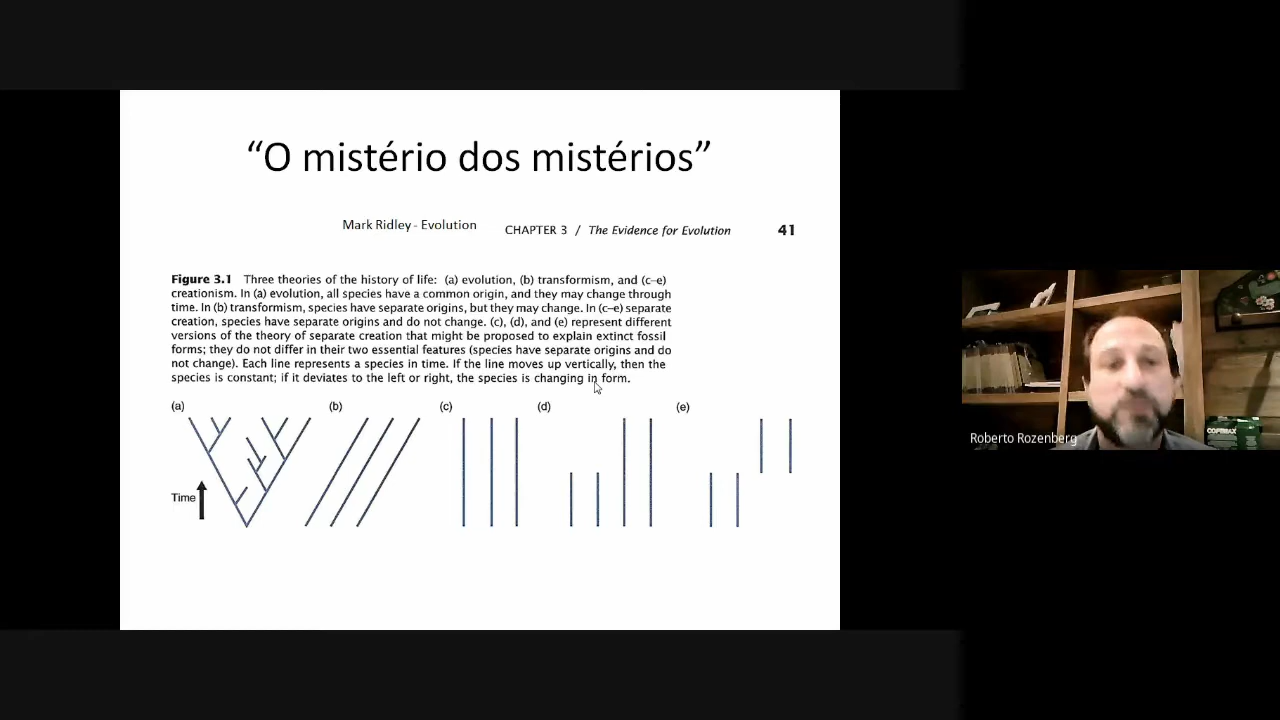 “O mistério dos mistérios”
Mark Ridley - Evolution
CHAPTER 3 / The Evidence for Evolution 41
Figure 3.1 Three theories of the history of life: (a) evolution, (b) transformism, and (c–e)
creationism. In (a) evolution, all species have a common origin, and they may change through
time. In (b) transformism, species have separate origins, but they may change. In (c–e) separate
creation, species have separate origins and do not change. (c), (d), and (e) represent different
versions of the theory of separate creation that might be proposed to explain extinct fossil
forms; they do not differ in their two essential features (species have separate origins and do
not change). Each line represents a species in time. If the line moves up vertically, then the
species is constant; if it deviates to the left or right, the species is changing in form.
(a) (b) (c) (d) (e)
Time
Roberto Rozenberg